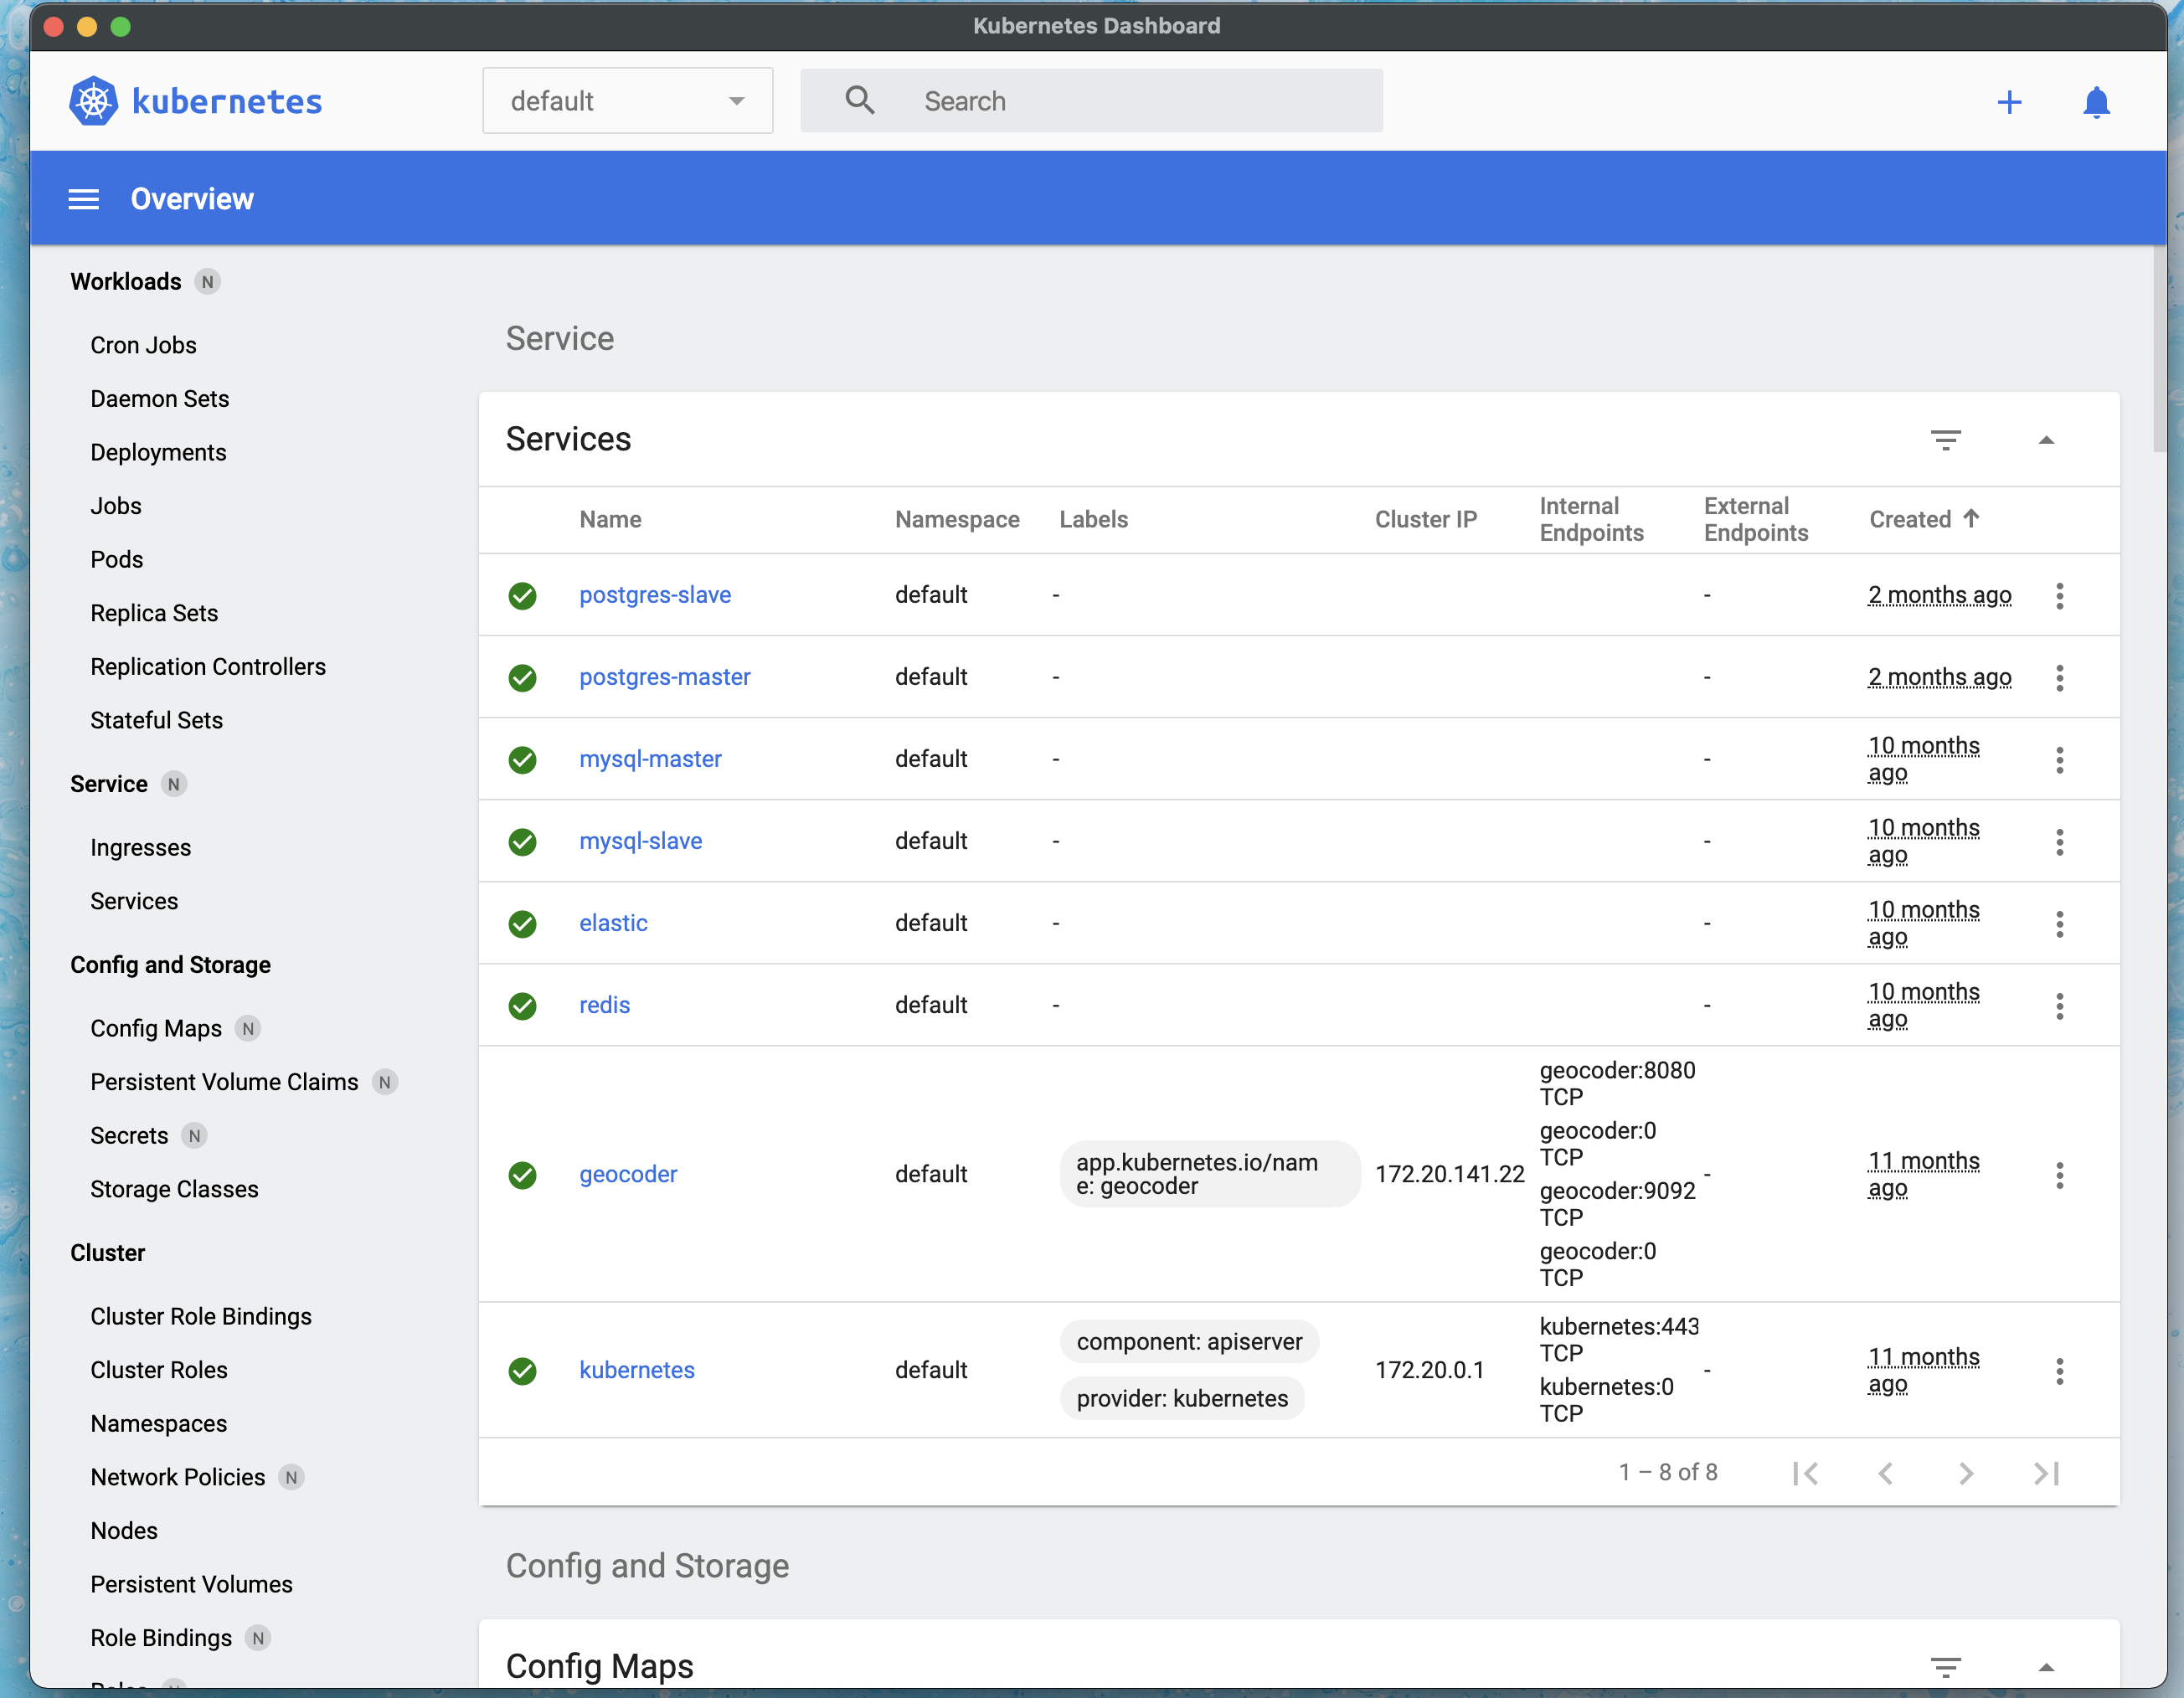 Kubernetes Dashboard
kubernetes
default
Search
Overview
Workloads N
Cron Jobs
Daemon Sets
Deployments
Jobs
Pods
Replica Sets
Replication Controllers
Stateful Sets
Service N
Ingresses
Services
Config and Storage
Config Maps N
Persistent Volume Claims N
Secrets N
Storage Classes
Cluster
Cluster Role Bindings
Cluster Roles
Namespaces
Network Policies N
Nodes
Persistent Volumes
Role Bindings N
Service
Services
Name Namespace Labels Cluster IP Internal Endpoints External Endpoints Created
postgres-slave default - - 2 months ago
postgres-master default - - 2 months ago
mysql-master default - - 10 months ago
mysql-slave default - - 10 months ago
elastic default - - 10 months ago
redis default - - 10 months ago
geocoder default
app.kubernetes.io/nam
e: geocoder
172.20.141.22
geocoder:8080
TCP
geocoder:0
TCP
geocoder:9092
TCP
geocoder:0
TCP
-
11 months
ago
kubernetes default
component: apiserver
provider: kubernetes
172.20.0.1
kubernetes:443
TCP
kubernetes:0
TCP
-
11 months
ago
1 – 8 of 8
Config and Storage
Config Maps